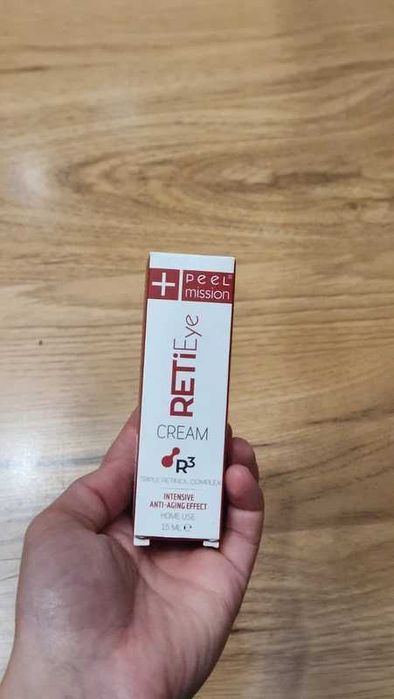 + PEEL®
mission
RETiEye
CREAM
R3
TRIPLE RETINOL COMPLEX
INTENSIVE
ANTI-AGING EFFECT
HOME USE
15 ML ℮